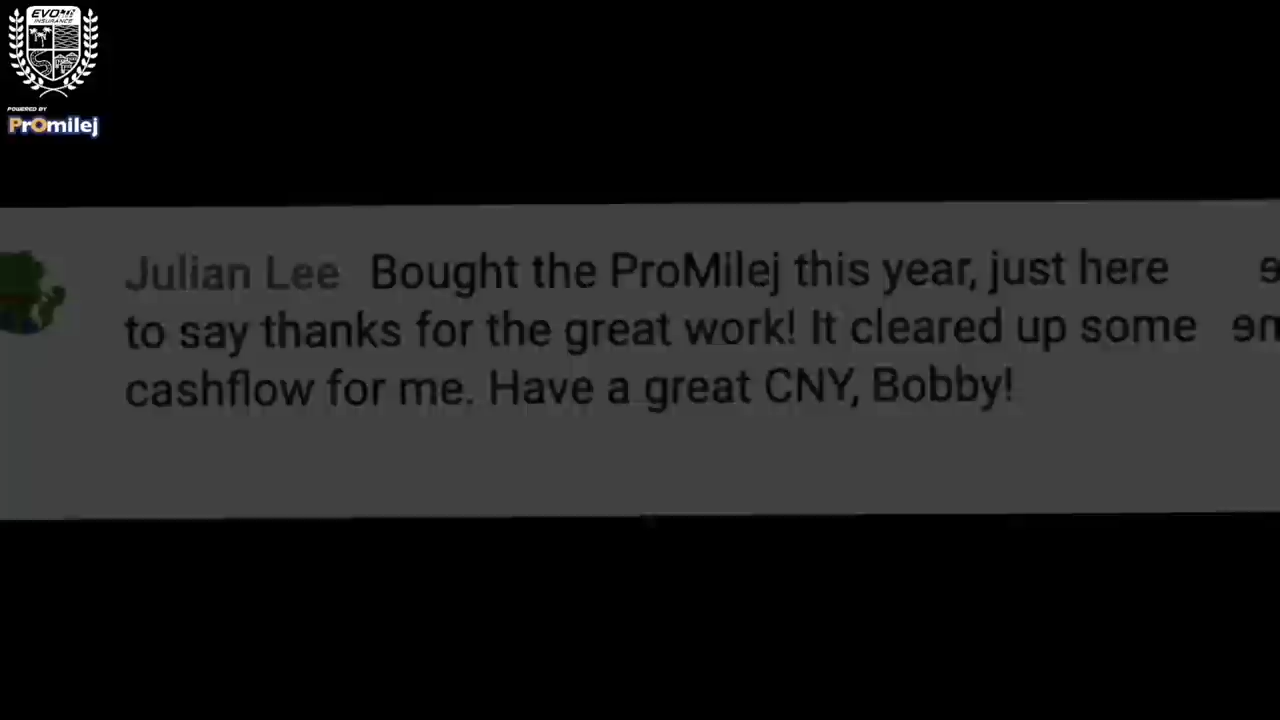 EVO
INSURANCE
POWERED BY
PrOmilej
Julian Lee Bought the ProMilej this year, just here
to say thanks for the great work! It cleared up some
cashflow for me. Have a great CNY, Bobby!